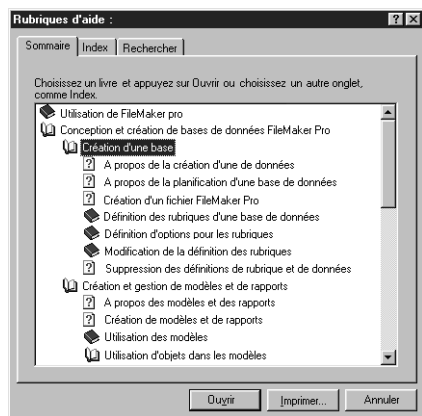 Rubriques d'aide :
Sommaire Index Rechercher
Choisissez un livre et appuyez sur Ouvrir ou choisissez un autre onglet,
comme Index.
Utilisation de FileMaker pro
Conception et création de bases de données FileMaker Pro
Création d'une base
A propos de la création d'une de données
A propos de la planification d'une base de données
Création d'un fichier FileMaker Pro
Définition des rubriques d'une base de données
Définition d'options pour les rubriques
Modification de la définition des rubriques
Suppression des définitions de rubrique et de données
Création et gestion de modèles et de rapports
A propos des modèles et des rapports
Création de modèles et de rapports
Utilisation des modèles
Utilisation d'objets dans les modèles
Ouvrir Imprimer... Annuler